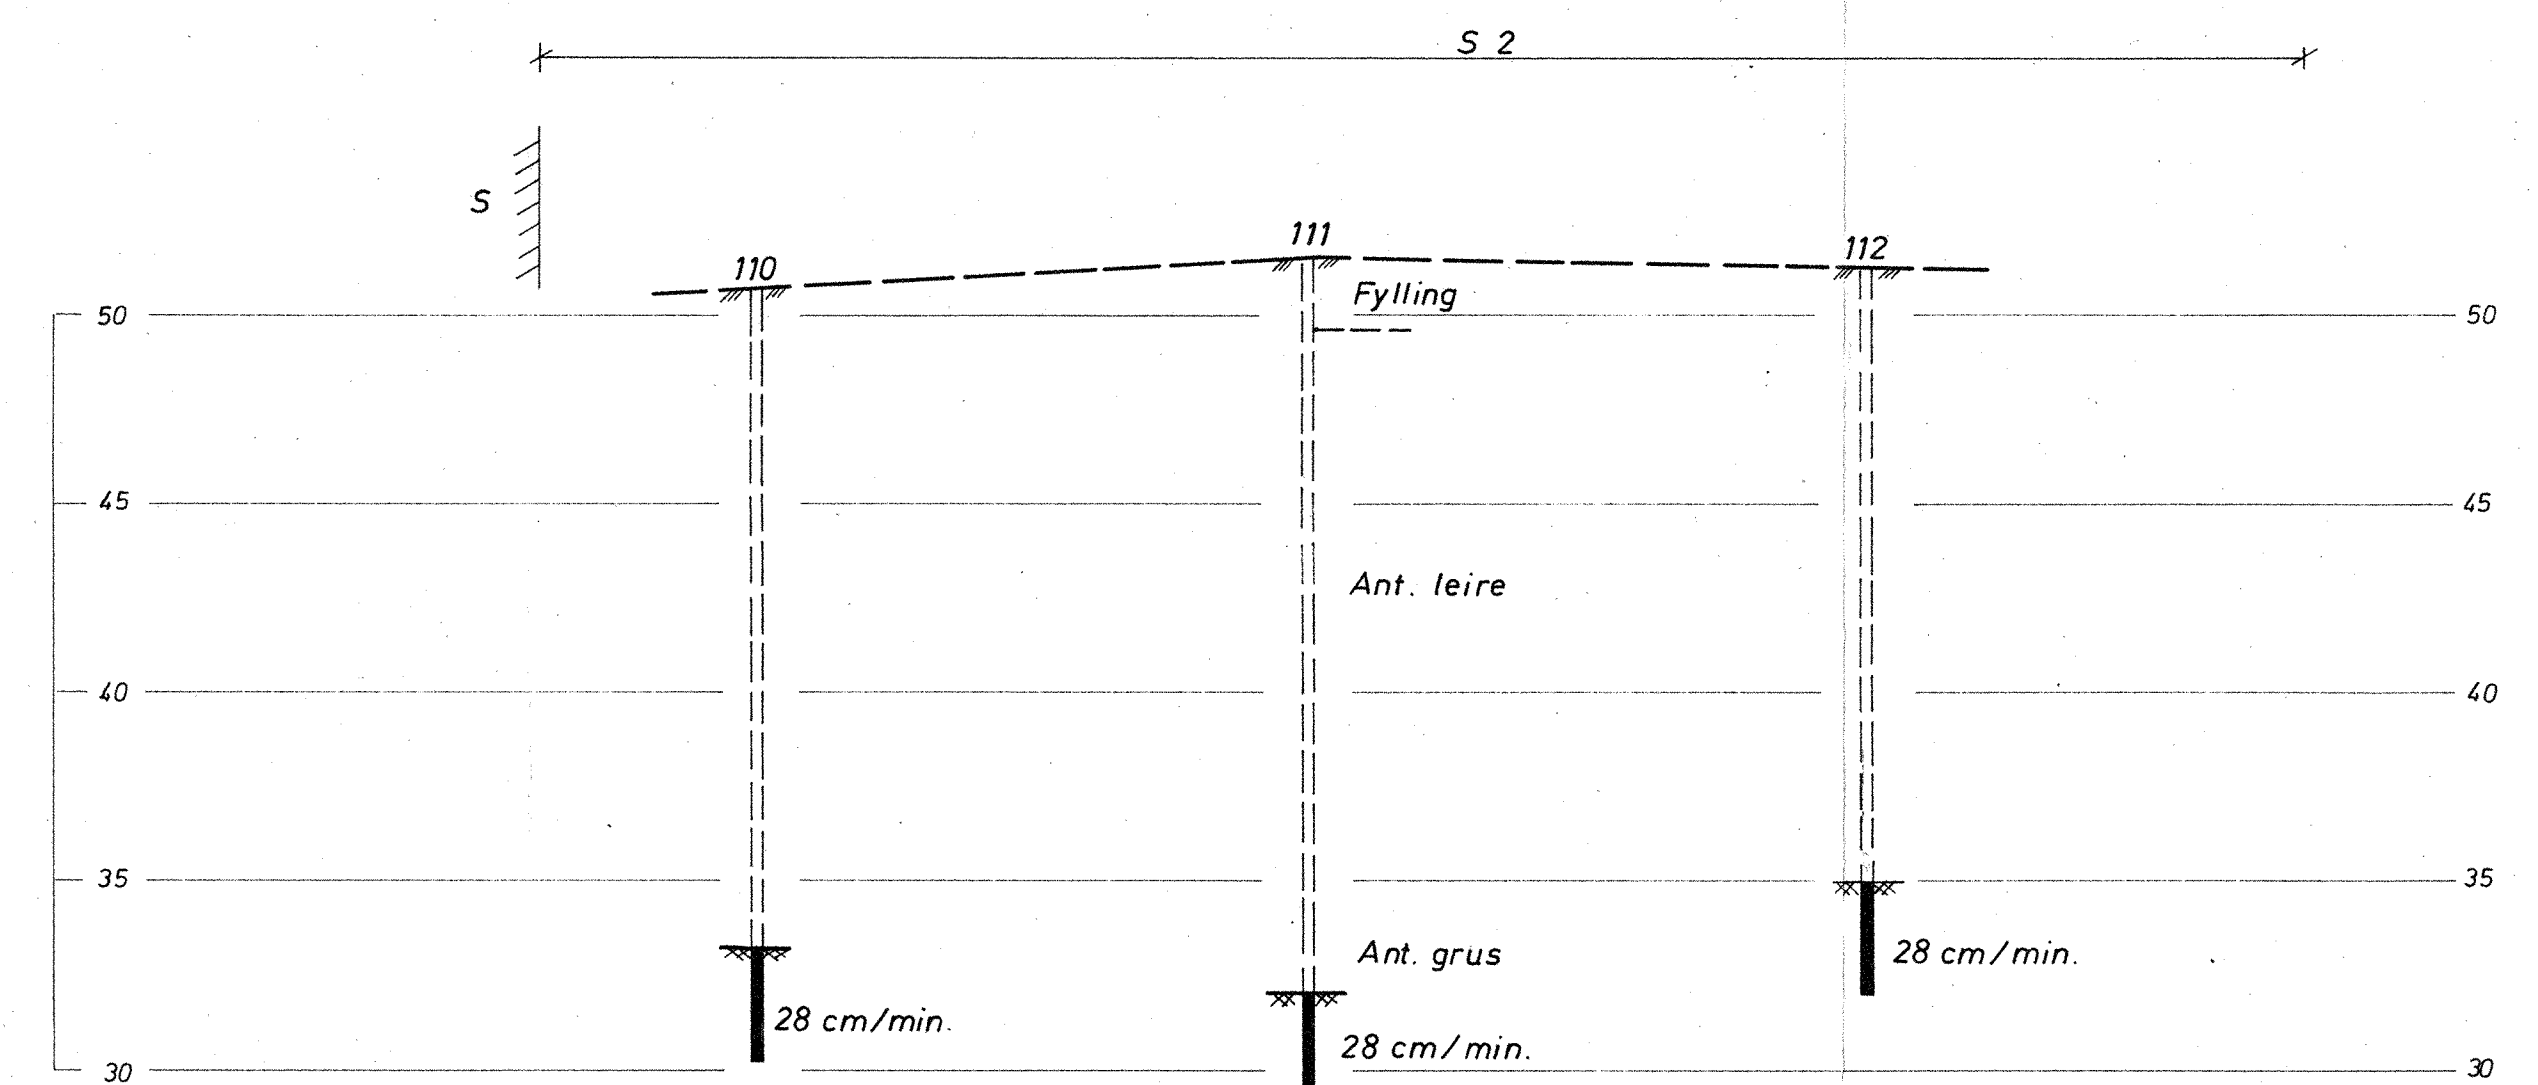 S 2
S
110
111
112
Fylling
50
50
45
45
Ant. leire
40
40
35
35
Ant. grus
28 cm/min.
28 cm/min.
28 cm/min.
30
30